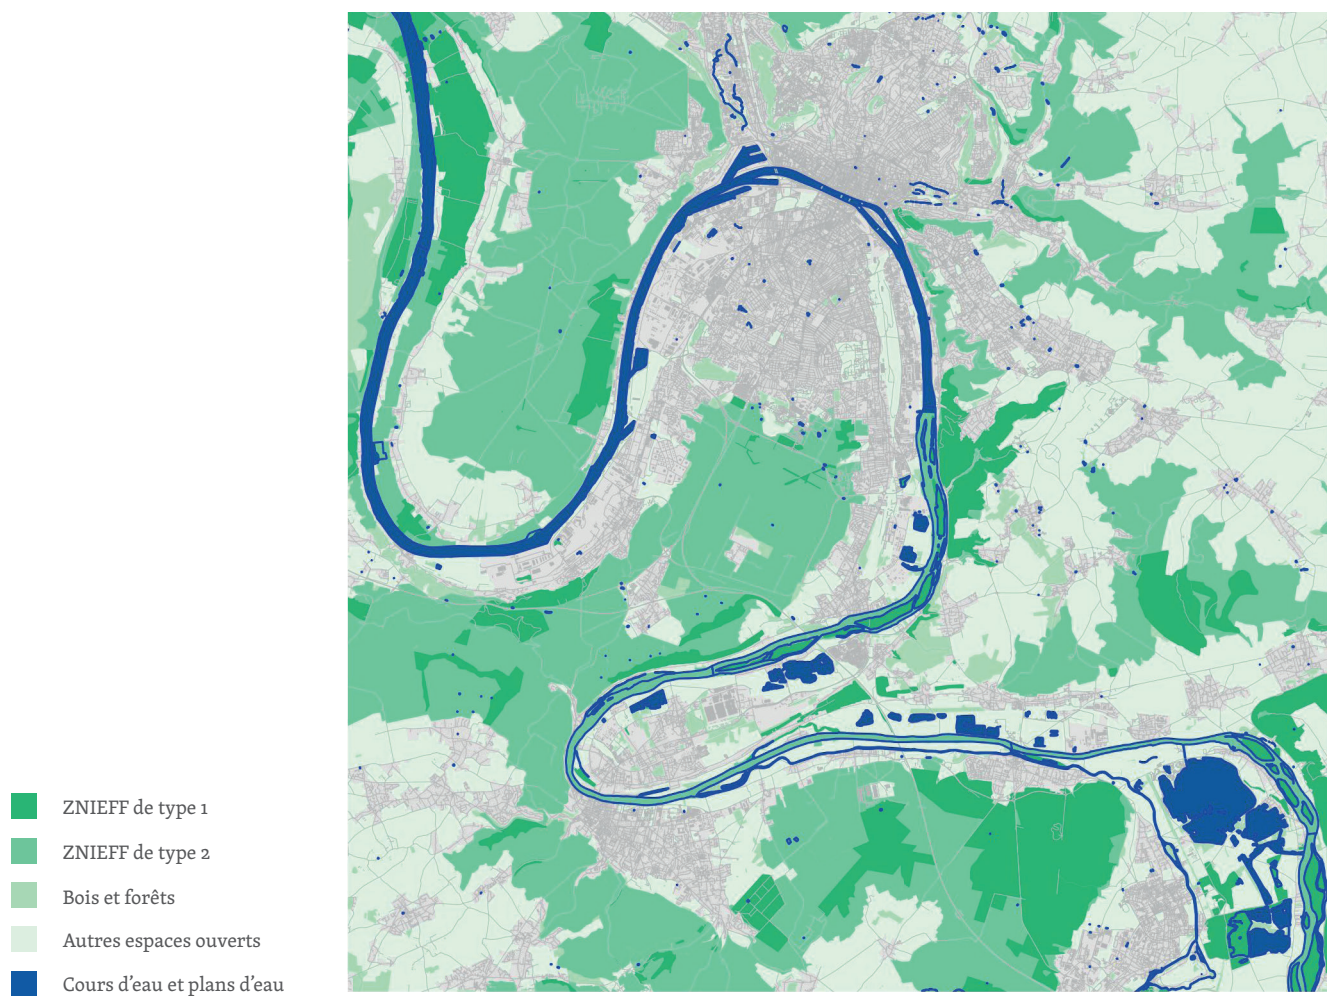 ZNIEFF de type 1
ZNIEFF de type 2
Bois et forêts
Autres espaces ouverts
Cours d'eau et plans d'eau